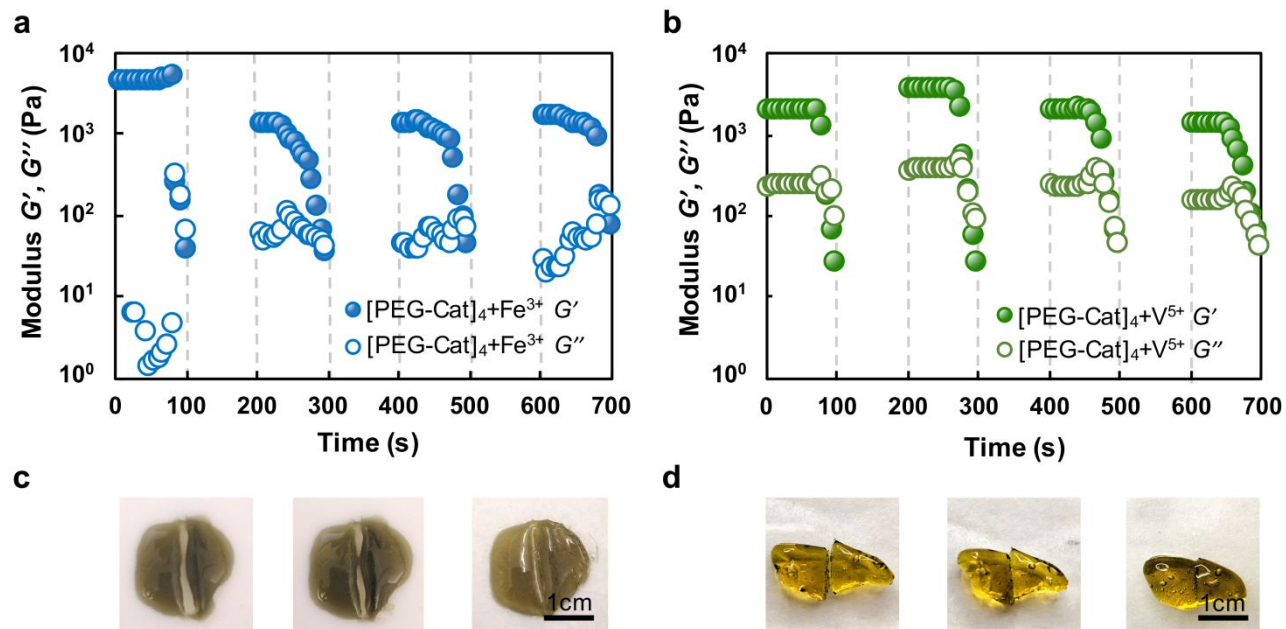 a
Modulus G′, G″ (Pa)
10⁴
10³
10²
10¹
10⁰
[PEG-Cat]₄+Fe³⁺ G′
[PEG-Cat]₄+Fe³⁺ G″
0 100 200 300 400 500 600 700
Time (s)
b
Modulus G′, G″ (Pa)
10⁴
10³
10²
10¹
10⁰
[PEG-Cat]₄+V⁵⁺ G′
[PEG-Cat]₄+V⁵⁺ G″
0 100 200 300 400 500 600 700
Time (s)
c
1cm
d
1cm